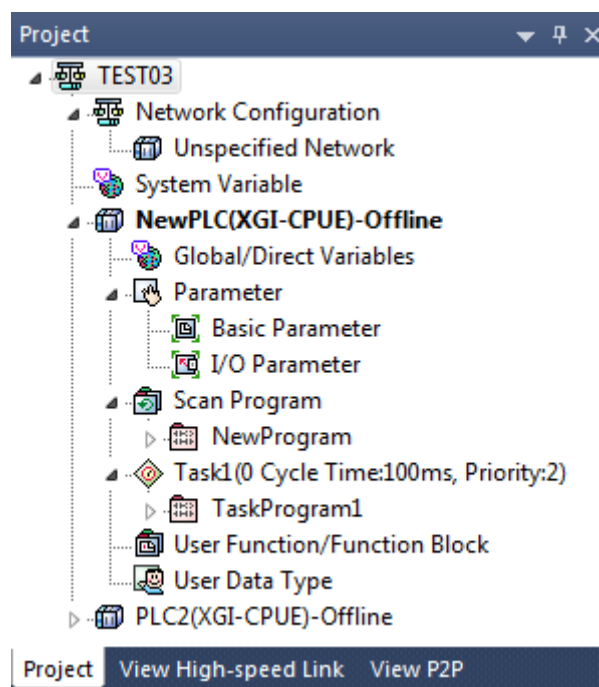 Project
TEST03
Network Configuration
Unspecified Network
System Variable
NewPLC(XGI-CPUE)-Offline
Global/Direct Variables
Parameter
Basic Parameter
I/O Parameter
Scan Program
NewProgram
Task1(0 Cycle Time:100ms, Priority:2)
TaskProgram1
User Function/Function Block
User Data Type
PLC2(XGI-CPUE)-Offline
Project View High-speed Link View P2P